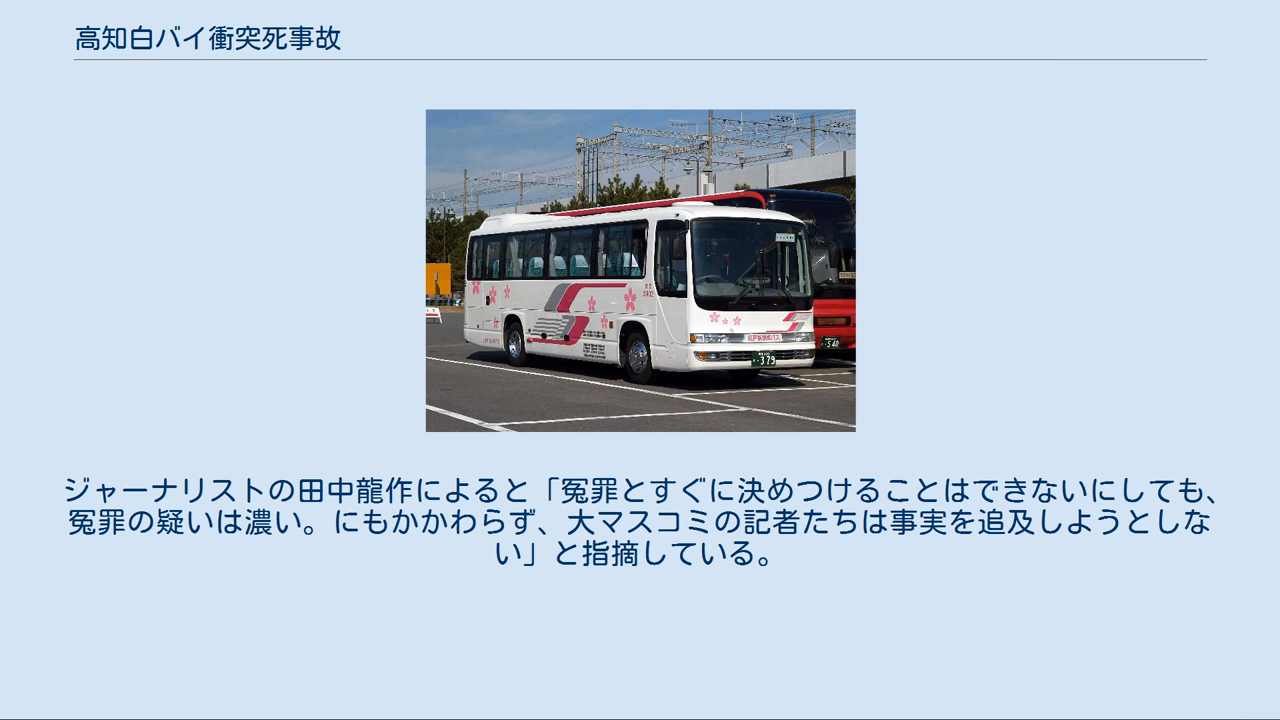 高知白バイ衝突死事故
379
540
ジャーナリストの田中龍作によると「冤罪とすぐに決めつけることはできないにしても、
冤罪の疑いは濃い。にもかかわらず、大マスコミの記者たちは事実を追及しようとしな
い」と指摘している。